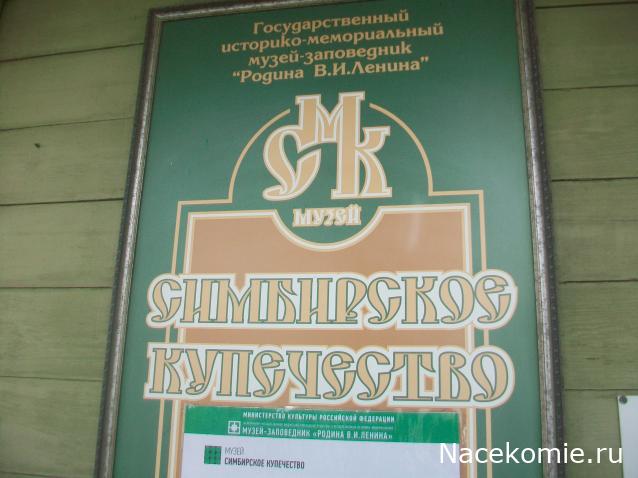 Государственный
историко-мемориальный
музей-заповедник
"Родина В.И.Ленина"
СМК
МУЗЕЙ
СИМБИРСКОЕ
КУПЕЧЕСТВО
МИНИСТЕРСТВО КУЛЬТУРЫ РОССИЙСКОЙ ФЕДЕРАЦИИ
МУЗЕЙ-ЗАПОВЕДНИК «РОДИНА В.И.ЛЕНИНА»
МУЗЕЙ
СИМБИРСКОЕ КУПЕЧЕСТВО
Nacekomie.ru